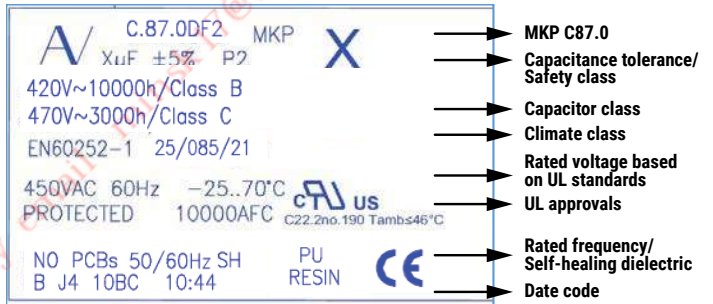 C.87.0DF2 MKP X
XµF ±5% P2
420V~10000h/Class B
470V~3000h/Class C
EN60252-1 25/085/21
450VAC 60Hz -25..70°C
PROTECTED 10000AFC
c US
C22.2no.190 Tamb≤46°C
NO PCBs 50/60Hz SH PU
B J4 10BC 10:44 RESIN CE
MKP C87.0
Capacitance tolerance/
Safety class
Capacitor class
Climate class
Rated voltage based
on UL standards
UL approvals
Rated frequency/
Self-healing dielectric
Date code